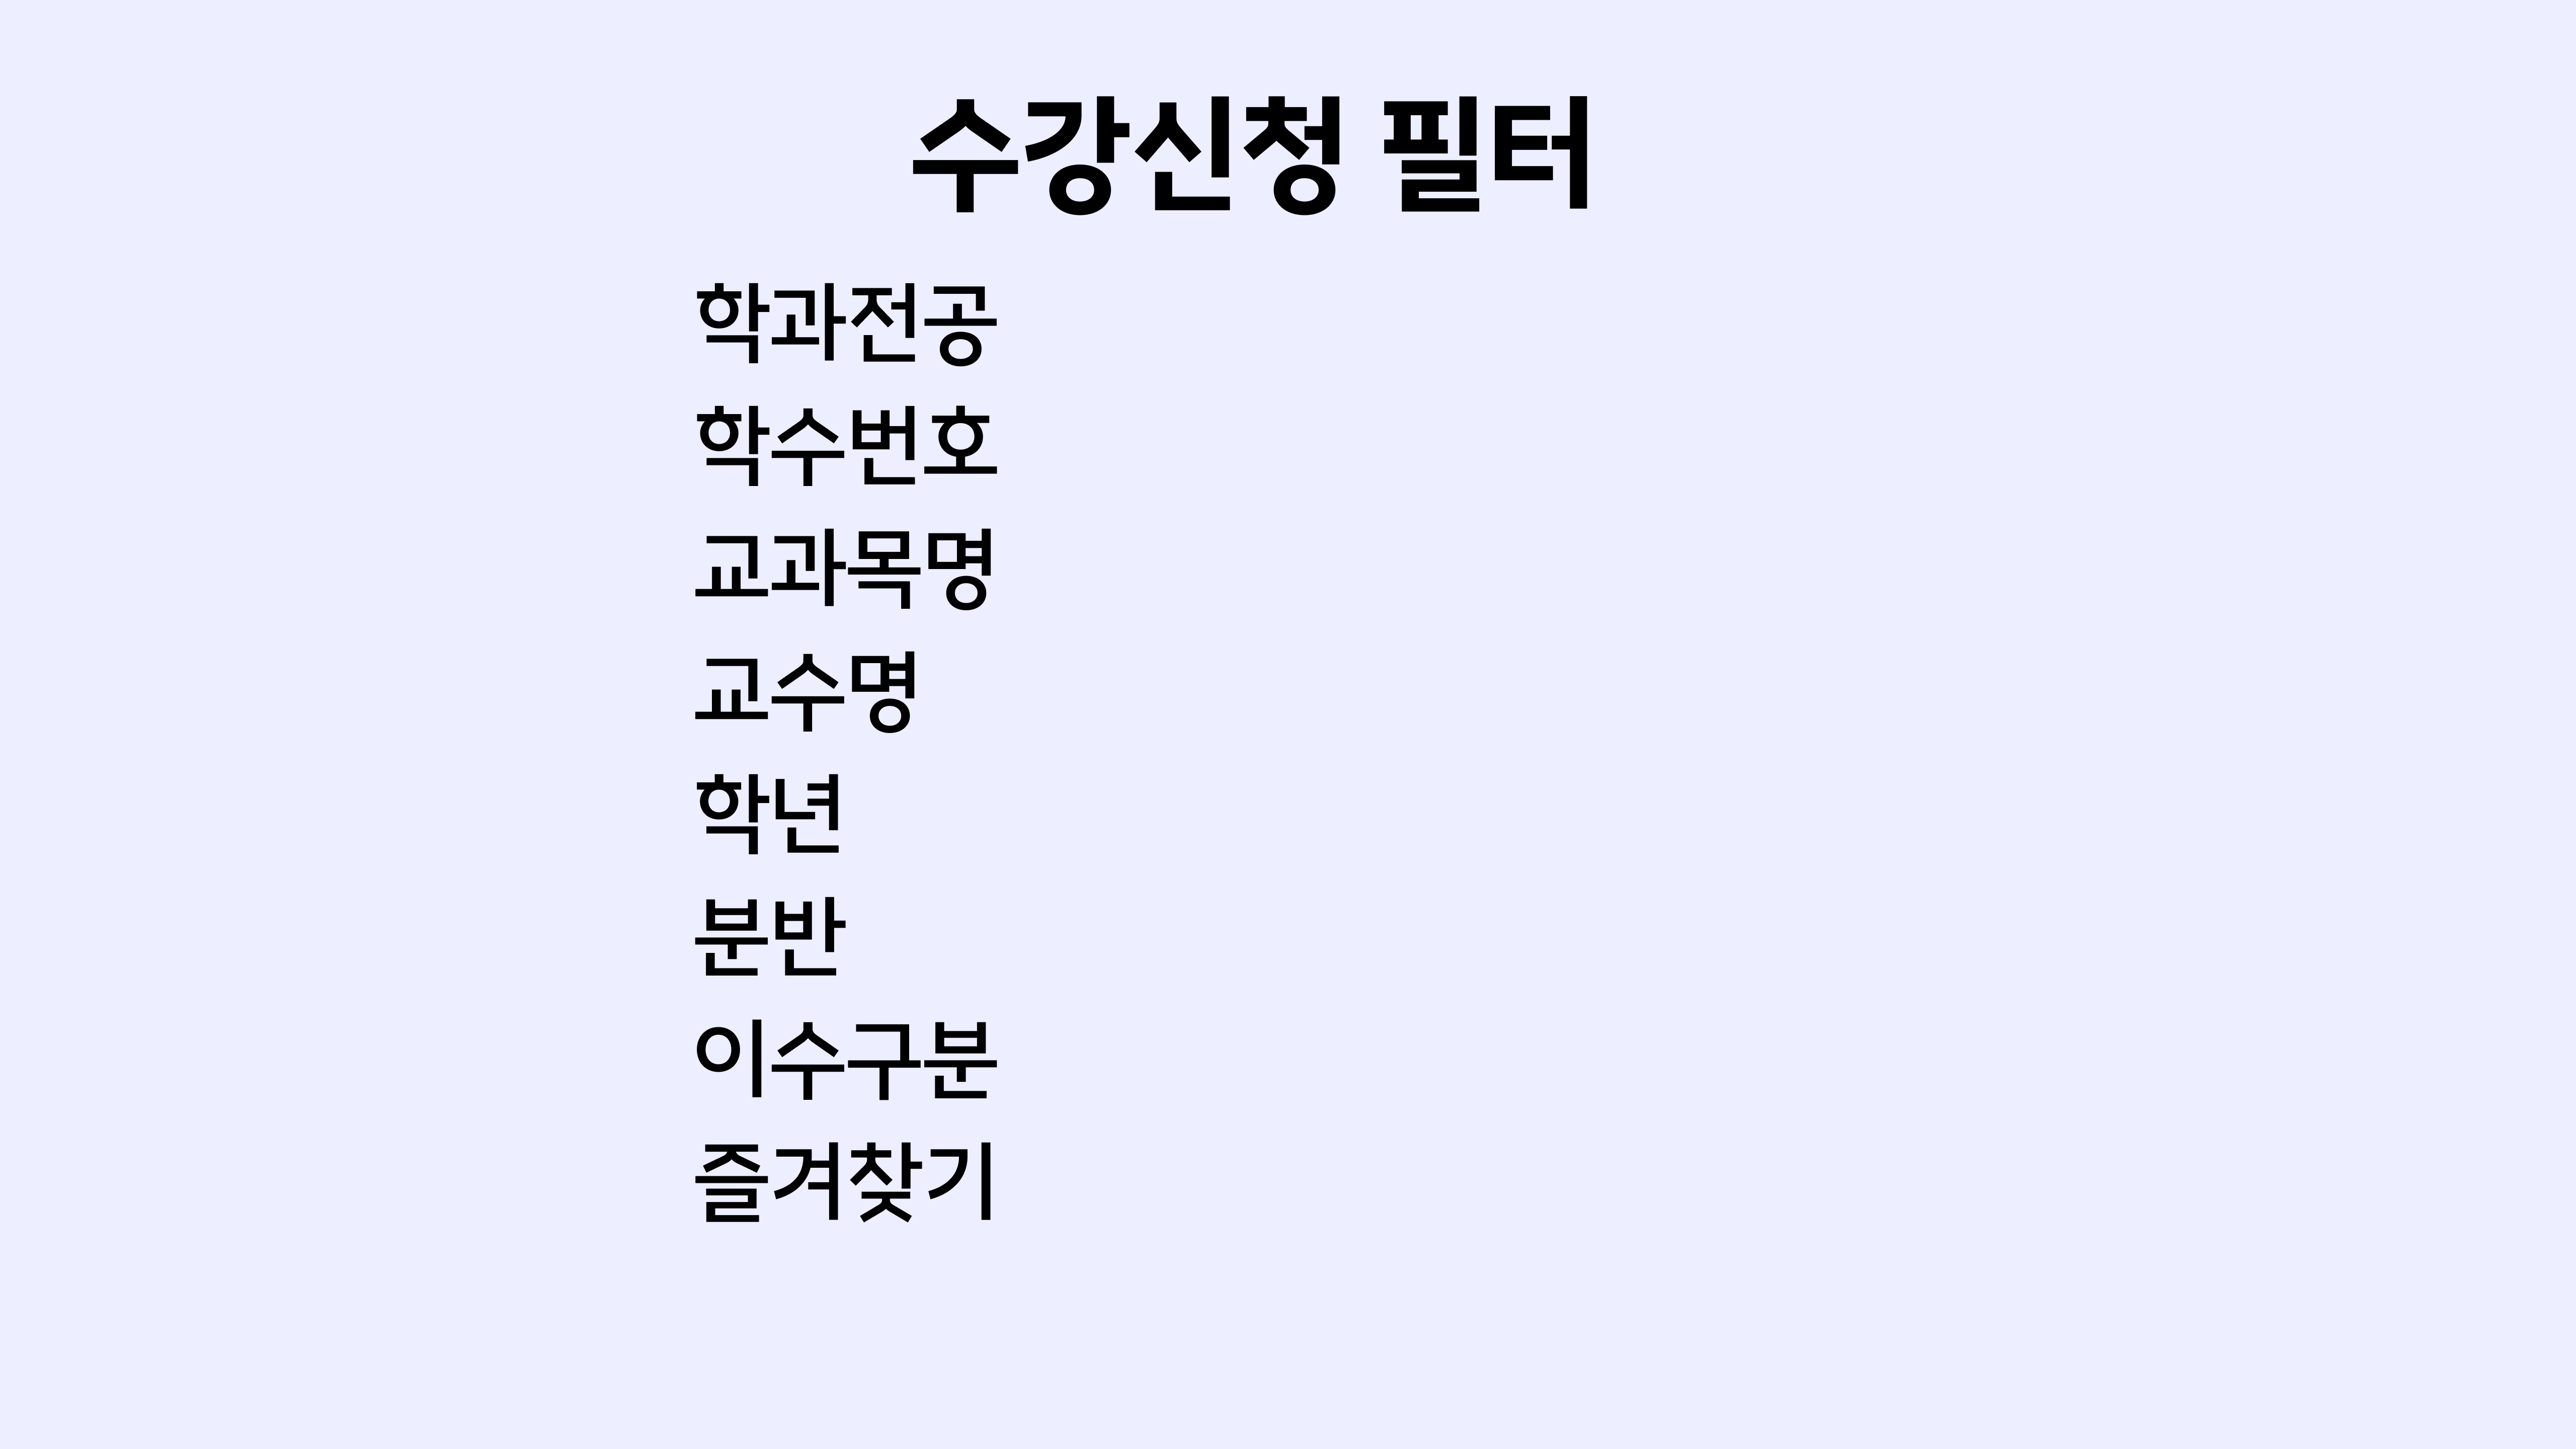 수강신청 필터
학과전공
학수번호
교과목명
교수명
학년
분반
이수구분
즐겨찾기